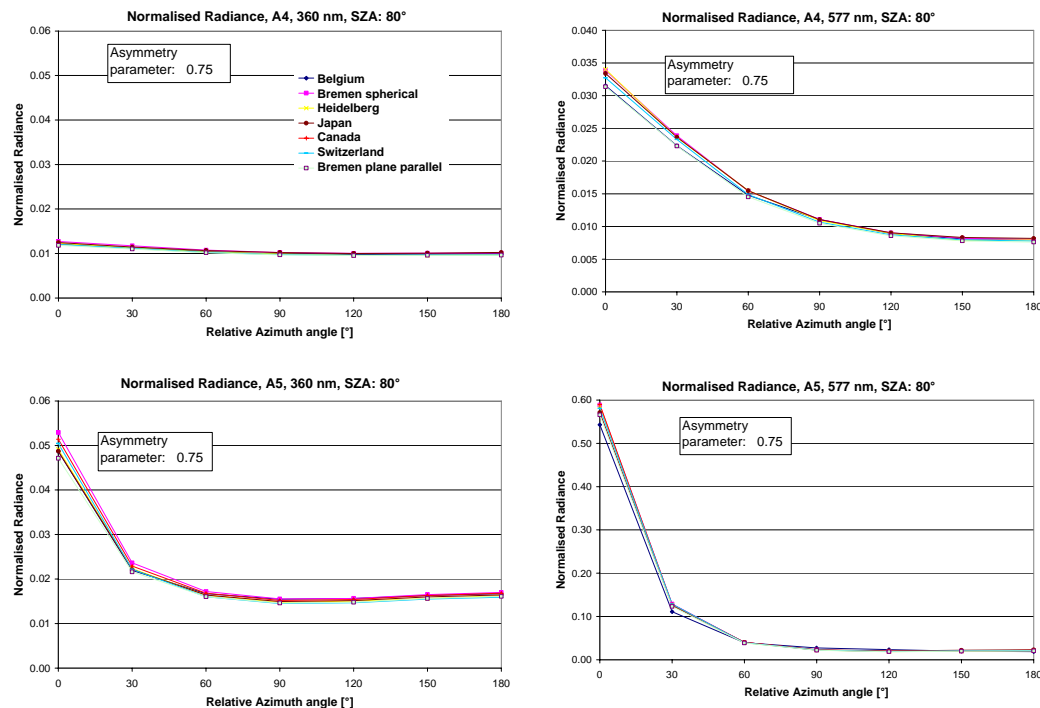 Normalised Radiance, A4, 360 nm, SZA: 80°
0.06
0.05
0.04
0.03
0.02
0.01
0.00
Normalised Radiance
Asymmetry
parameter: 0.75
Belgium
Bremen spherical
Heidelberg
Japan
Canada
Switzerland
Bremen plane parallel
0 30 60 90 120 150 180
Relative Azimuth angle [°]
Normalised Radiance, A4, 577 nm, SZA: 80°
0.040
0.035
0.030
0.025
0.020
0.015
0.010
0.005
0.000
Normalised Radiance
Asymmetry
parameter: 0.75
0 30 60 90 120 150 180
Relative Azimuth angle [°]
Normalised Radiance, A5, 360 nm, SZA: 80°
0.06
0.05
0.04
0.03
0.02
0.01
0.00
Normalised Radiance
Asymmetry
parameter: 0.75
0 30 60 90 120 150 180
Relative Azimuth angle [°]
Normalised Radiance, A5, 577 nm, SZA: 80°
0.60
0.50
0.40
0.30
0.20
0.10
0.00
Normalised Radiance
Asymmetry
parameter: 0.75
0 30 60 90 120 150 180
Relative Azimuth angle [°]